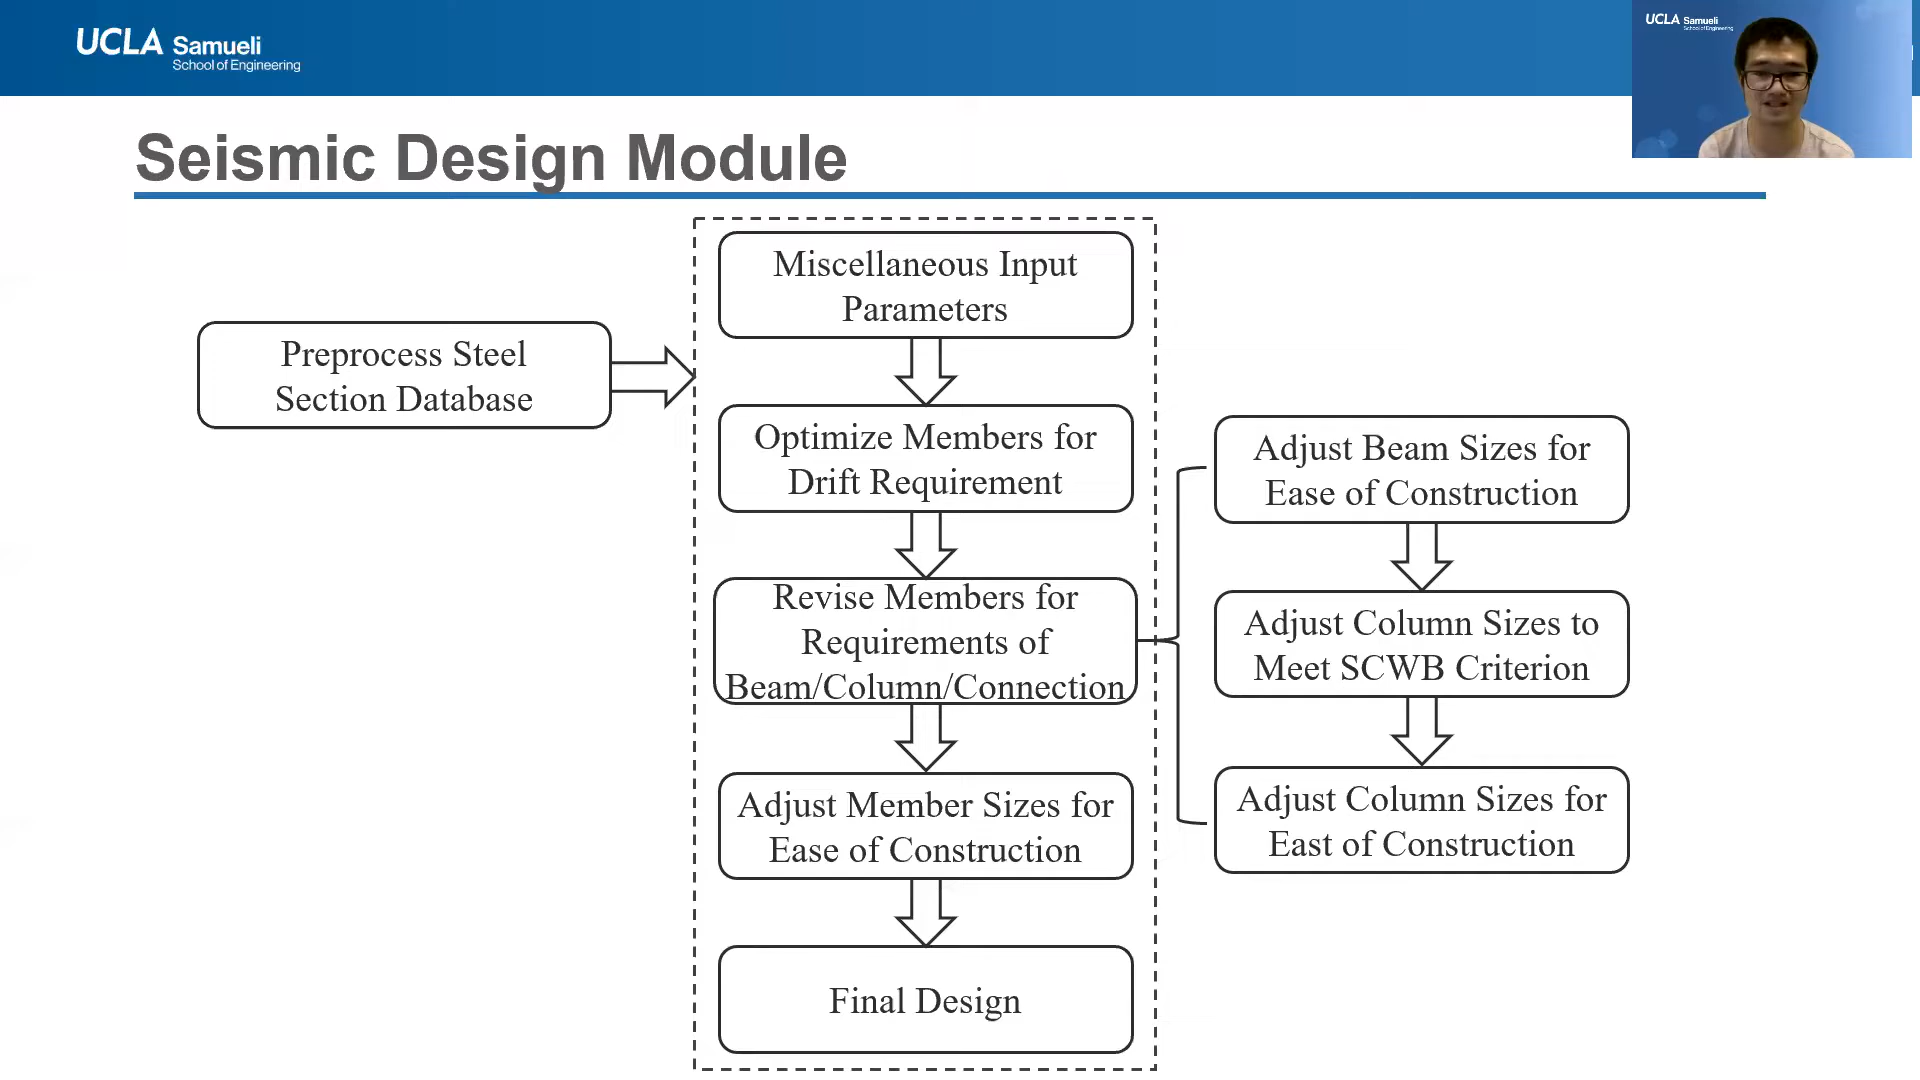 UCLA Samueli
School of Engineering
UCLA Samueli
School of Engineering
Seismic Design Module
Preprocess Steel
Section Database
Miscellaneous Input
Parameters
Optimize Members for
Drift Requirement
Revise Members for
Requirements of
Beam/Column/Connection
Adjust Member Sizes for
Ease of Construction
Final Design
Adjust Beam Sizes for
Ease of Construction
Adjust Column Sizes to
Meet SCWB Criterion
Adjust Column Sizes for
East of Construction